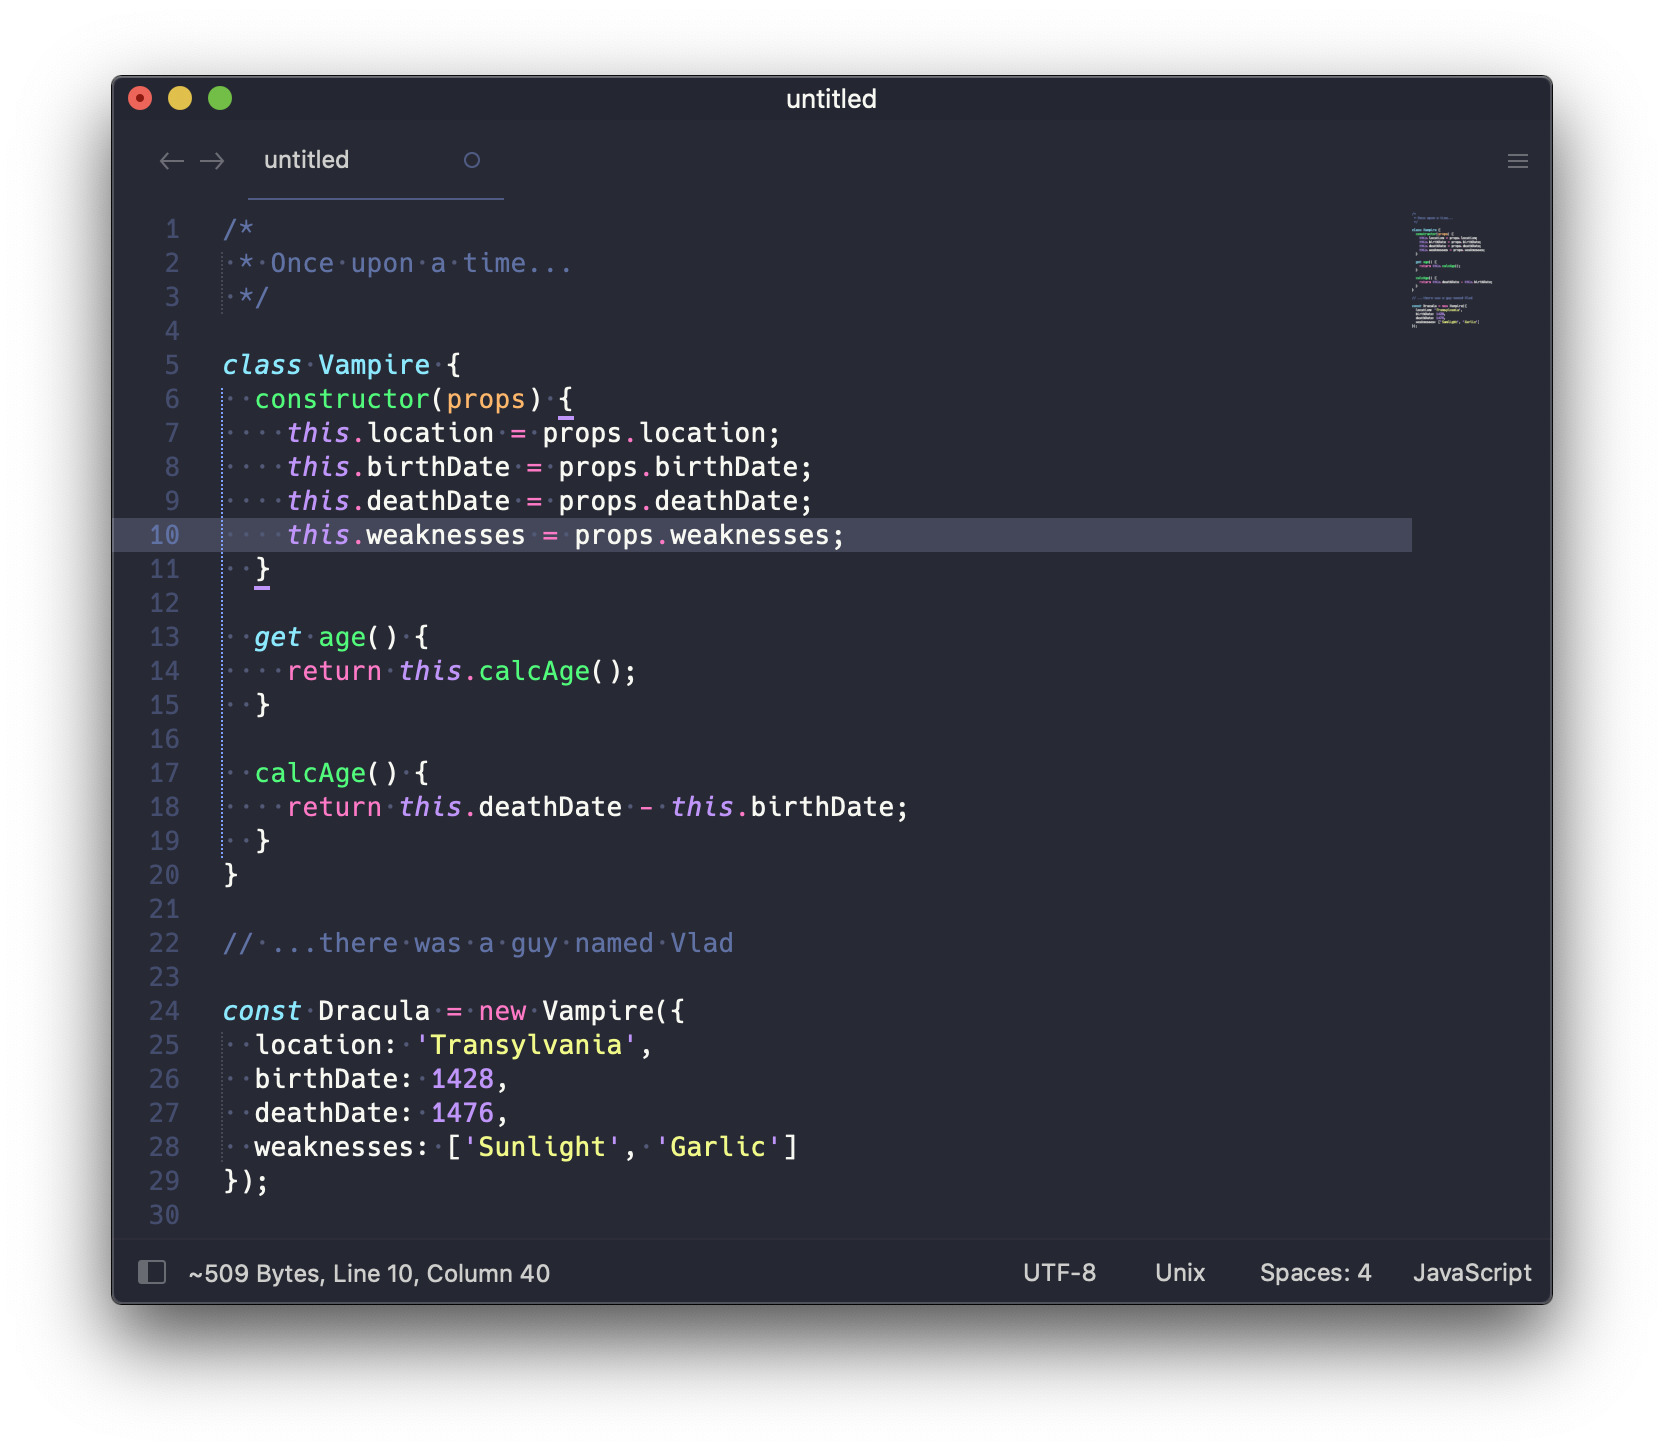 untitled
untitled
1 /*
2  * Once upon a time...
3  */
4
5 class Vampire {
6   constructor(props) {
7     this.location = props.location;
8     this.birthDate = props.birthDate;
9     this.deathDate = props.deathDate;
10     this.weaknesses = props.weaknesses;
11   }
12
13   get age() {
14     return this.calcAge();
15   }
16
17   calcAge() {
18     return this.deathDate - this.birthDate;
19   }
20 }
21
22 // ...there was a guy named Vlad
23
24 const Dracula = new Vampire({
25   location: 'Transylvania',
26   birthDate: 1428,
27   deathDate: 1476,
28   weaknesses: ['Sunlight', 'Garlic']
29 });
30
~509 Bytes, Line 10, Column 40 UTF-8 Unix Spaces: 4 JavaScript